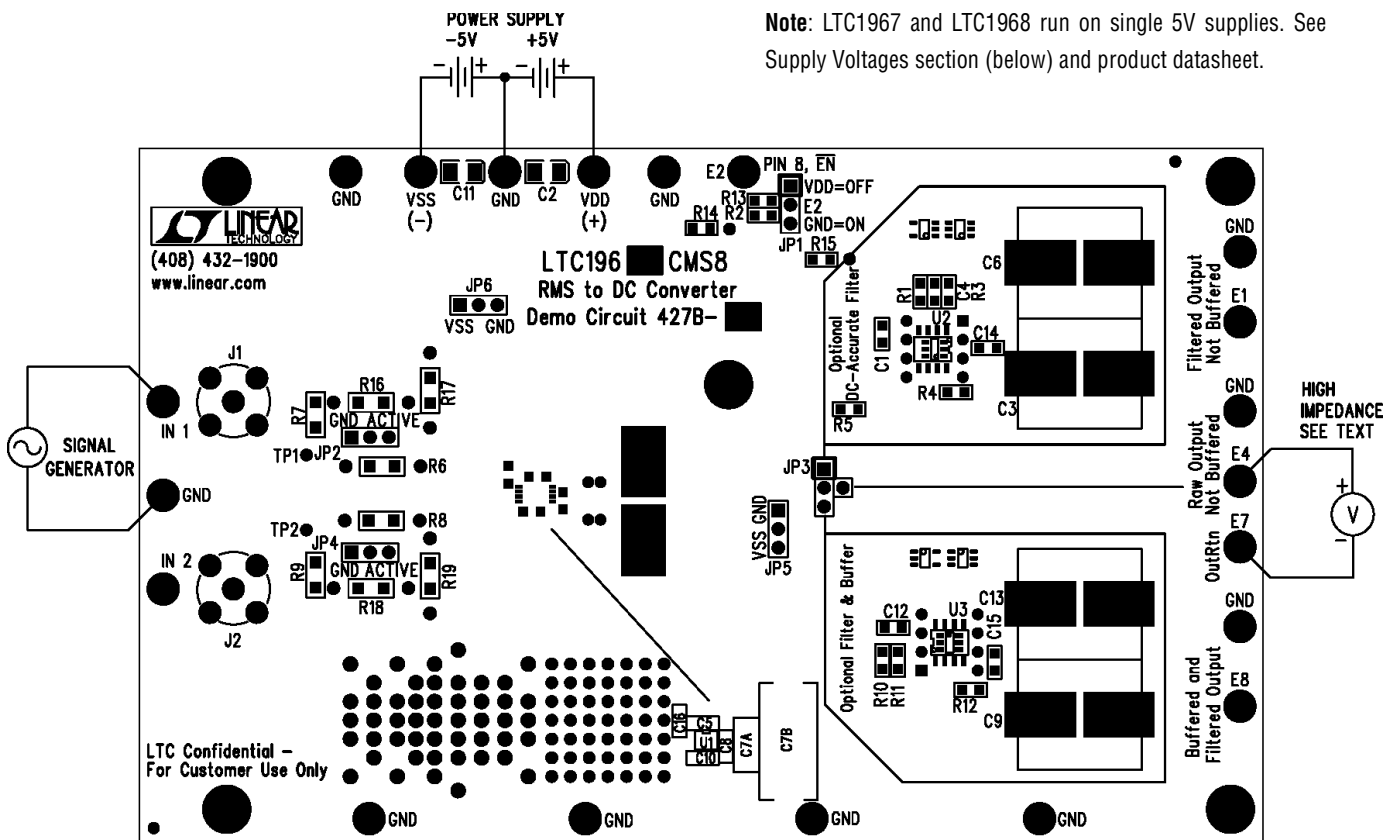 POWER SUPPLY
-5V +5V
- + - +
Note: LTC1967 and LTC1968 run on single 5V supplies. See
Supply Voltages section (below) and product datasheet.
GND
VSS
(-)
C11
GND
C2
VDD
(+)
GND
E2
PIN 8, EN
VDD=OFF
E2
GND=ON
R13
R2
R14
JP1
R15
LT LINEAR
TECHNOLOGY
(408) 432-1900
www.linear.com
LTC196 CMS8
RMS to DC Converter
Demo Circuit 427B-
JP6
VSS GND
J1
IN 1
R7
R16
R17
GND ACTIVE
TP1
JP2
R6
SIGNAL
GENERATOR
GND
R8
TP2
JP4
IN 2
R9
GND ACTIVE
R18
R19
J2
Optional
DC-Accurate Filter
R1
C4
R3
U2
C1
C14
R4
R5
C6
C3
GND
E1
Filtered Output
Not Buffered
GND
E4
Raw Output
Not Buffered
E7
OutRtn
HIGH
IMPEDANCE
SEE TEXT
+
V
-
JP3
VSS GND
JP5
Optional Filter & Buffer
C12
U3
C13
C15
R10
R11
R12
C9
GND
E8
Buffered and
Filtered Output
C16
C5
U1
C10
C8
C7A
C7B
LTC Confidential -
For Customer Use Only
GND
GND
GND
GND